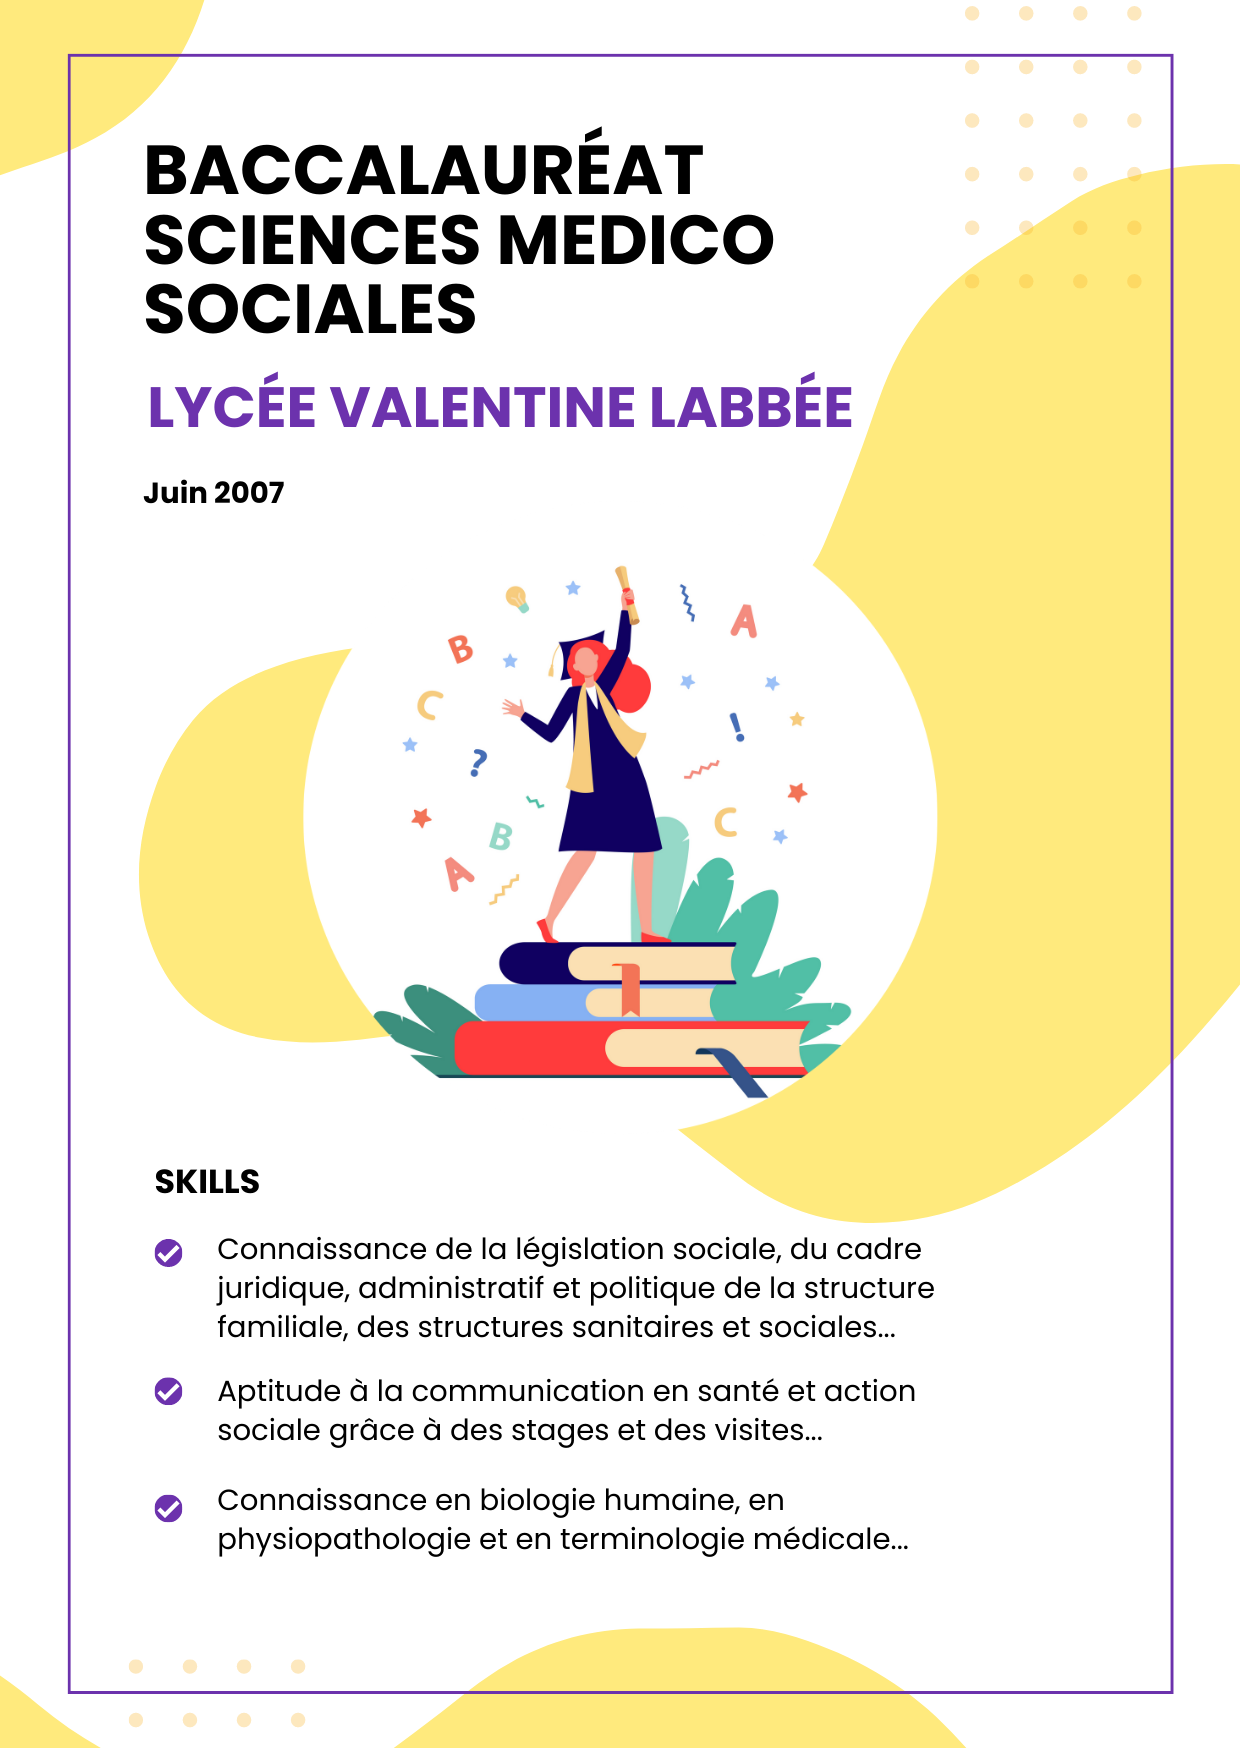 BACCALAURÉAT
SCIENCES MEDICO
SOCIALES
LYCÉE VALENTINE LABBÉE
Juin 2007
A
B
C
!
?
C
B
A
SKILLS
Connaissance de la législation sociale, du cadre
juridique, administratif et politique de la structure
familiale, des structures sanitaires et sociales...
Aptitude à la communication en santé et action
sociale grâce à des stages et des visites...
Connaissance en biologie humaine, en
physiopathologie et en terminologie médicale...